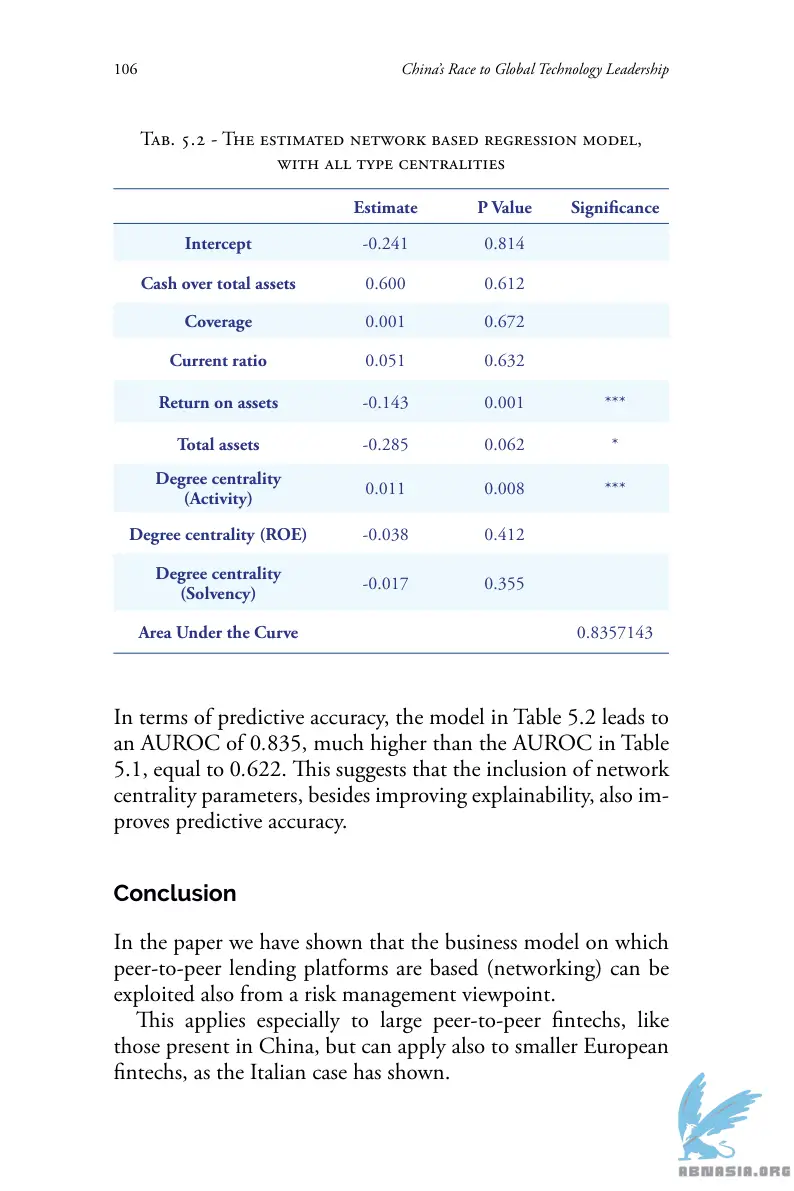 106
China's Race to Global Technology Leadership
Tab. 5.2 - The estimated network based regression model,
with all type centralities
Estimate P Value Significance
Intercept -0.241 0.814
Cash over total assets 0.600 0.612
Coverage 0.001 0.672
Current ratio 0.051 0.632
Return on assets -0.143 0.001 ***
Total assets -0.285 0.062 *
Degree centrality
(Activity) 0.011 0.008 ***
Degree centrality (ROE) -0.038 0.412
Degree centrality
(Solvency) -0.017 0.355
Area Under the Curve 0.8357143
In terms of predictive accuracy, the model in Table 5.2 leads to
an AUROC of 0.835, much higher than the AUROC in Table
5.1, equal to 0.622. This suggests that the inclusion of network
centrality parameters, besides improving explainability, also im-
proves predictive accuracy.
Conclusion
In the paper we have shown that the business model on which
peer-to-peer lending platforms are based (networking) can be
exploited also from a risk management viewpoint.
This applies especially to large peer-to-peer fintechs, like
those present in China, but can apply also to smaller European
fintechs, as the Italian case has shown.
ABNASIA.ORG